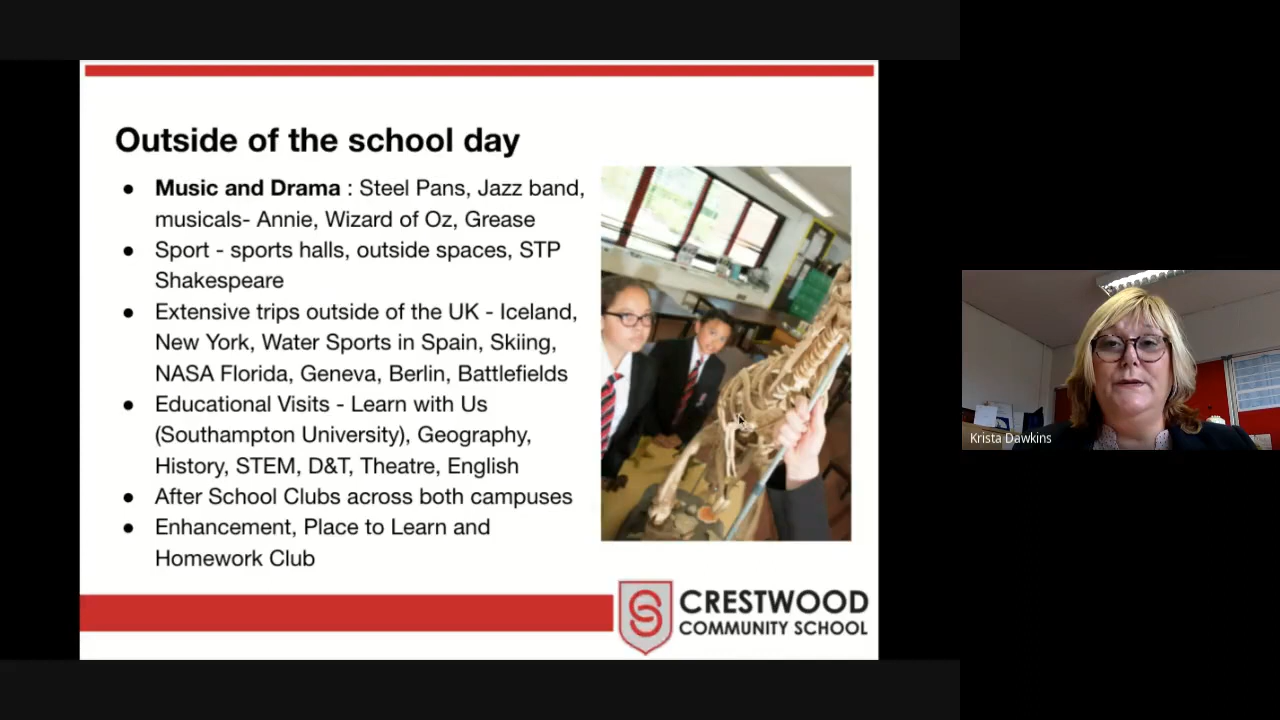 Outside of the school day
● Music and Drama : Steel Pans, Jazz band,
musicals- Annie, Wizard of Oz, Grease
● Sport - sports halls, outside spaces, STP
Shakespeare
● Extensive trips outside of the UK - Iceland,
New York, Water Sports in Spain, Skiing,
NASA Florida, Geneva, Berlin, Battlefields
● Educational Visits - Learn with Us
(Southampton University), Geography,
History, STEM, D&T, Theatre, English
● After School Clubs across both campuses
● Enhancement, Place to Learn and
Homework Club
CRESTWOOD
COMMUNITY SCHOOL
Krista Dawkins